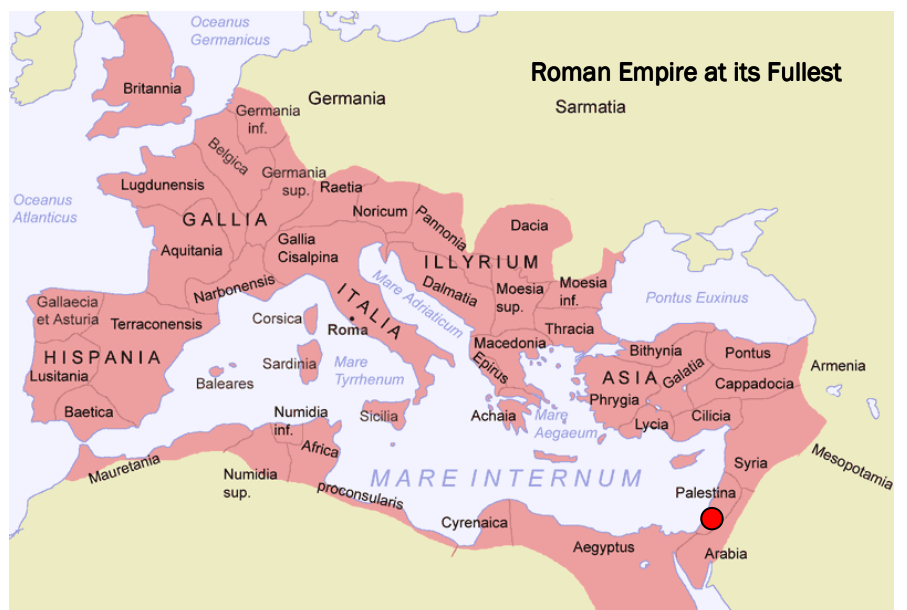 Oceanus
Germanicus
Roman Empire at its Fullest
Britannia
Germania
Sarmatia
Germania
inf.
Belgica
Germania
sup.
Lugdunensis
Raetia
Oceanus
Atlanticus
GALLIA
Noricum
Pannonia
Dacia
Aquitania
Gallia
Cisalpina
ILLYRIUM
Narbonensis
Dalmatia
Moesia
sup.
Moesia
inf.
Pontus Euxinus
Gallaecia
et Asturia
Terraconensis
Corsica
ITALIA
Roma
Mare Adriaticum
Thracia
Macedonia
HISPANIA
Lusitania
Baleares
Sardinia
Mare
Tyrrhenum
Epirus
Bithynia
Galatia
Pontus
Armenia
ASIA
Phrygia
Cappadocia
Baetica
Numidia
inf.
Sicilia
Achaia
Mare
Aegaeum
Lycia
Cilicia
Mauretania
Africa
proconsularis
Numidia
sup.
MARE INTERNUM
Syria
Mesopotamia
Palestina
Cyrenaica
Aegyptus
Arabia